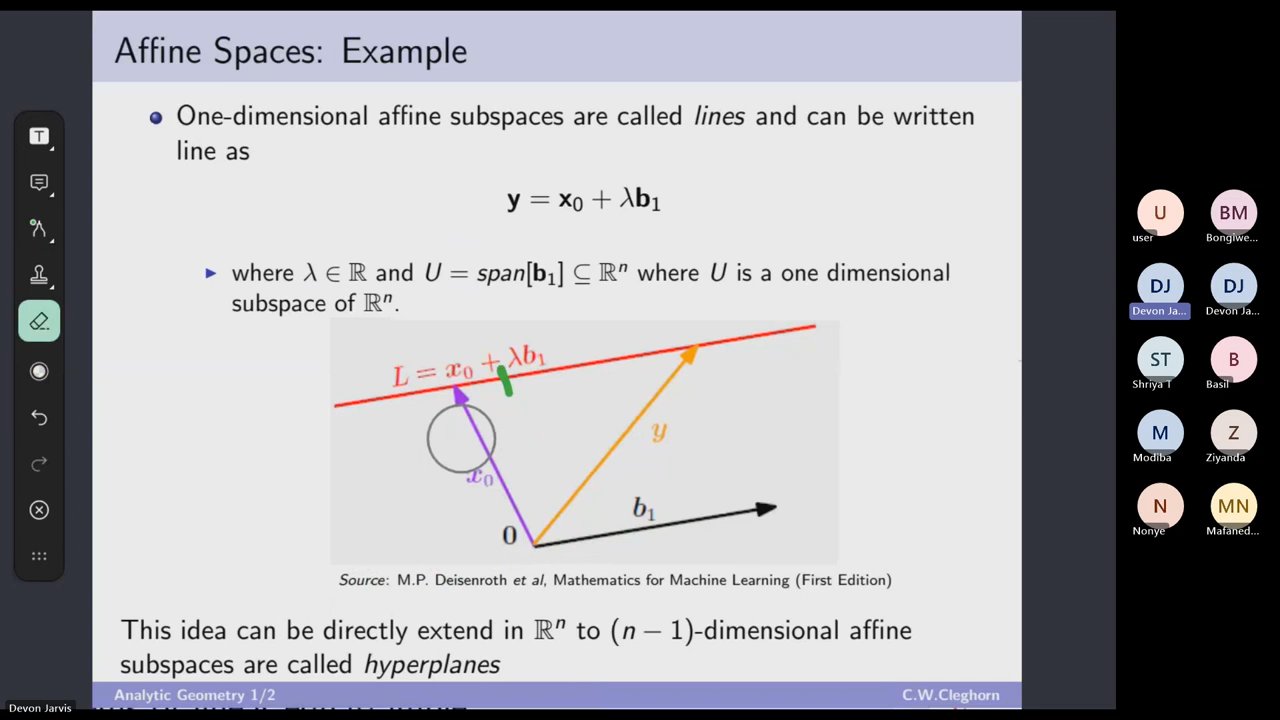 Affine Spaces: Example
One-dimensional affine subspaces are called lines and can be written
line as
y = x₀ + λb₁
where λ ∈ ℝ and U = span[b₁] ⊆ ℝⁿ where U is a one dimensional
subspace of ℝⁿ.
L = x₀ + λb₁
x₀
y
b₁
0
Source: M.P. Deisenroth et al, Mathematics for Machine Learning (First Edition)
This idea can be directly extend in ℝⁿ to (n − 1)-dimensional affine
subspaces are called hyperplanes
Analytic Geometry 1/2
C.W.Cleghorn
T
U
user
BM
Bongiwe...
DJ
Devon Ja...
DJ
Devon Ja...
ST
Shriya T
B
Basil
M
Modiba
Z
Ziyanda
N
Nonye
MN
Mafaned...
Devon Jarvis